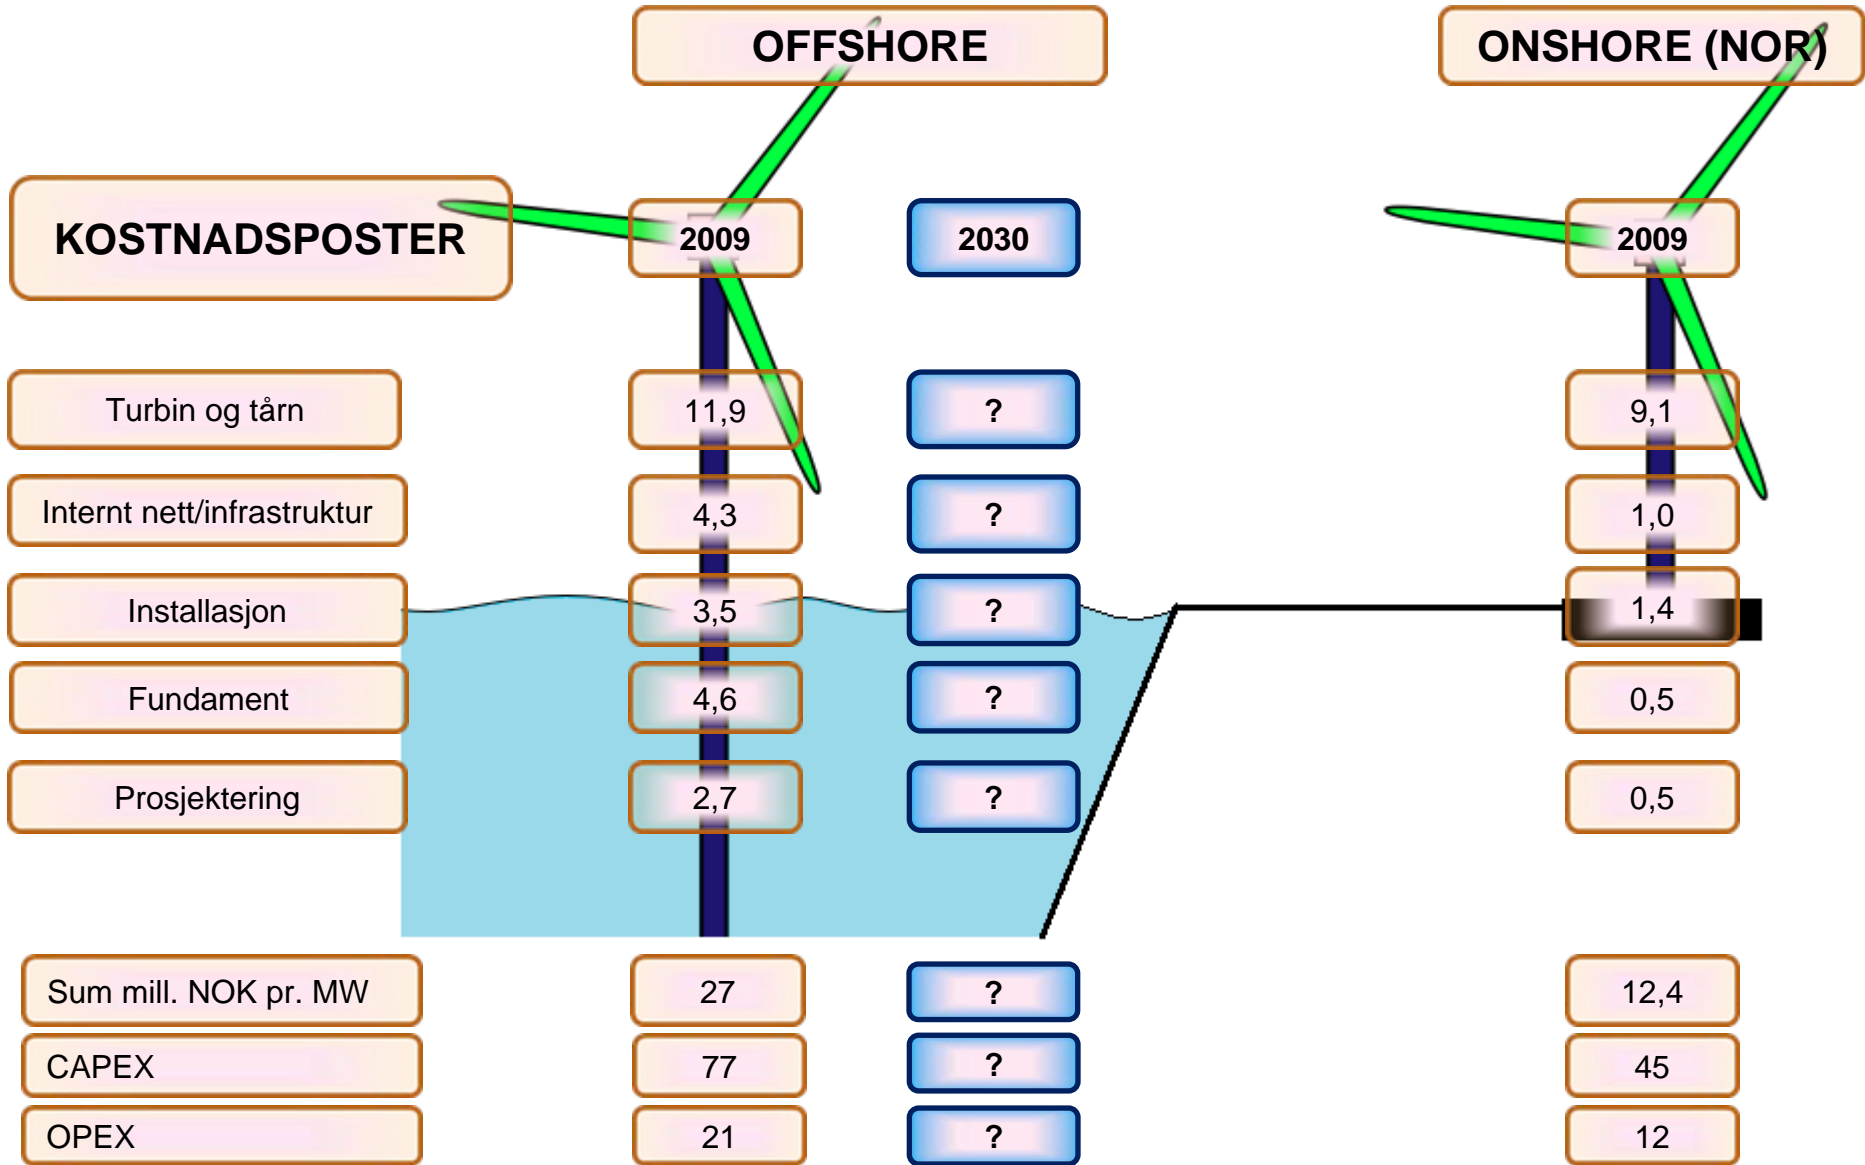 OFFSHORE
ONSHORE (NOR)
KOSTNADSPOSTER
2009
2030
2009
Turbin og tårn
11,9
?
9,1
Internt nett/infrastruktur
4,3
?
1,0
Installasjon
3,5
?
1,4
Fundament
4,6
?
0,5
Prosjektering
2,7
?
0,5
Sum mill. NOK pr. MW
27
?
12,4
CAPEX
77
?
45
OPEX
21
?
12